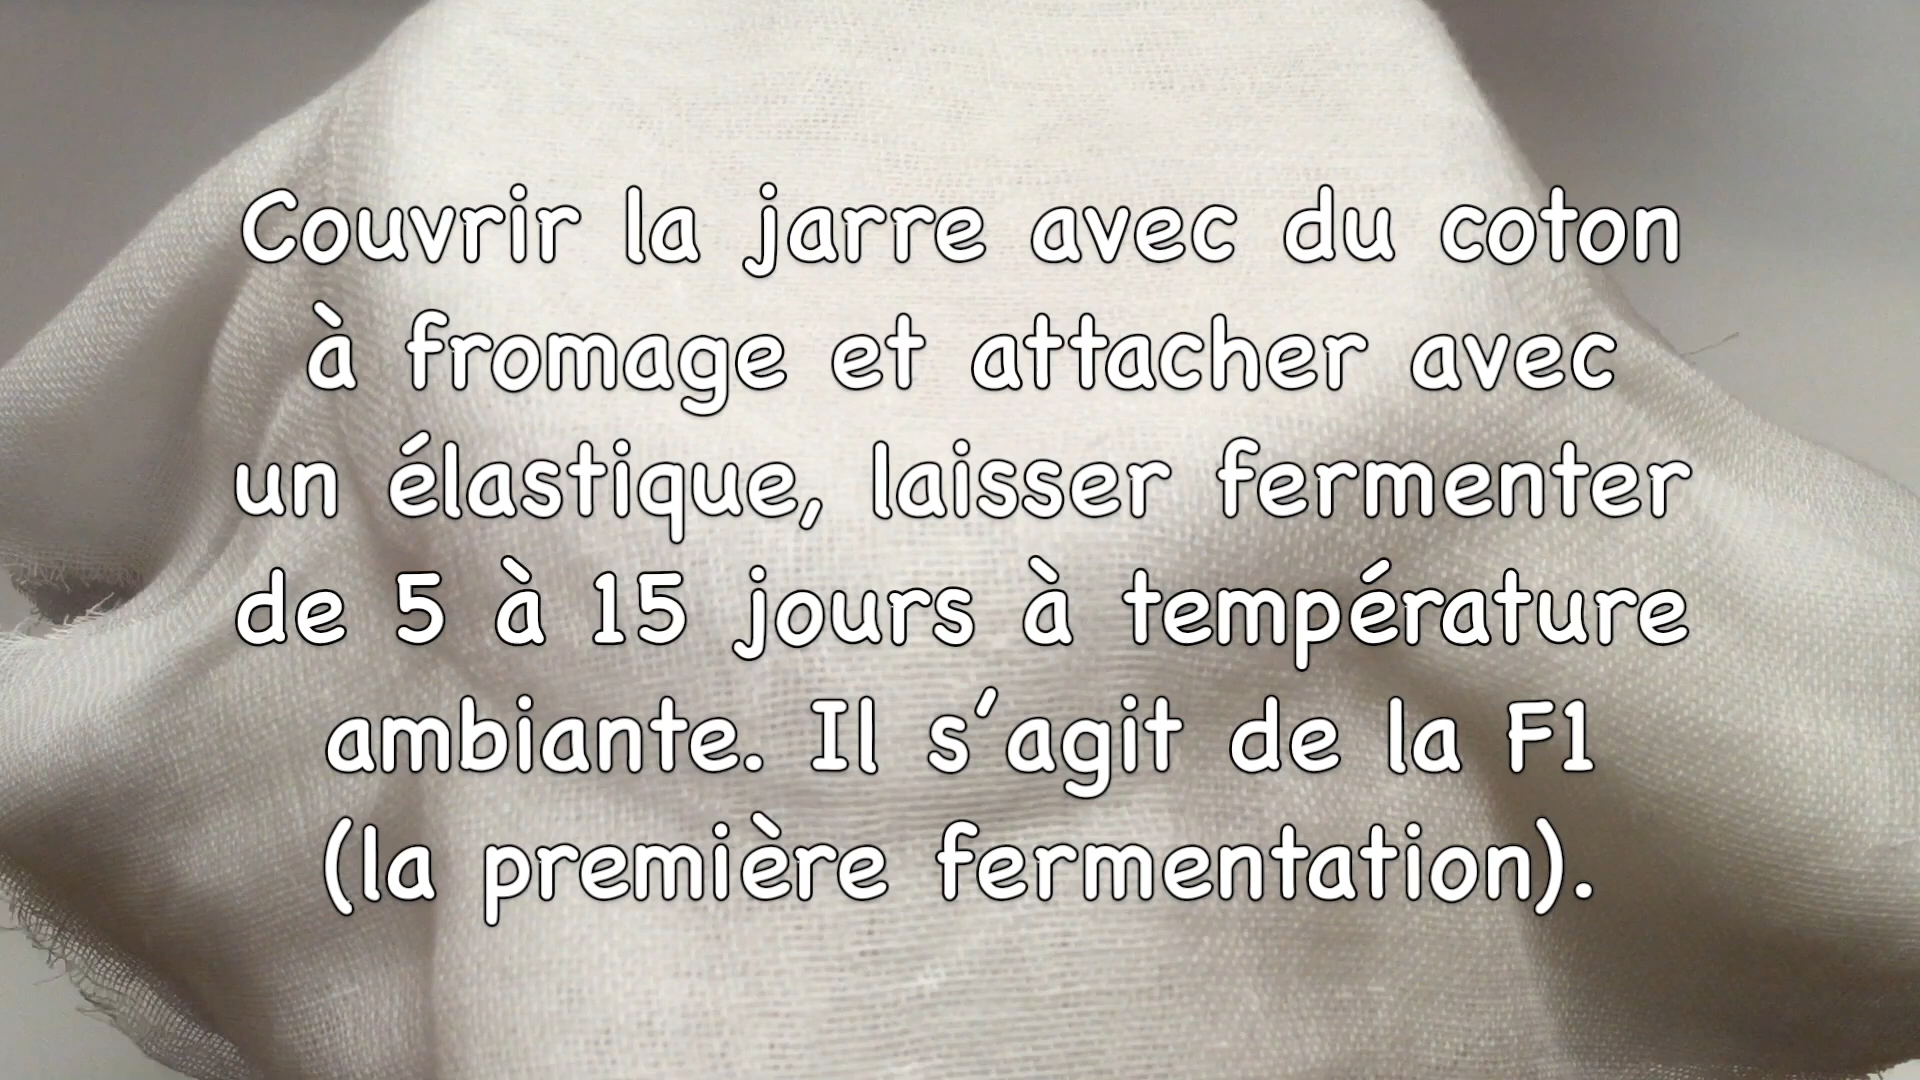 Couvrir la jarre avec du coton
à fromage et attacher avec
un élastique, laisser fermenter
de 5 à 15 jours à température
ambiante. Il s’agit de la F1
(la première fermentation).